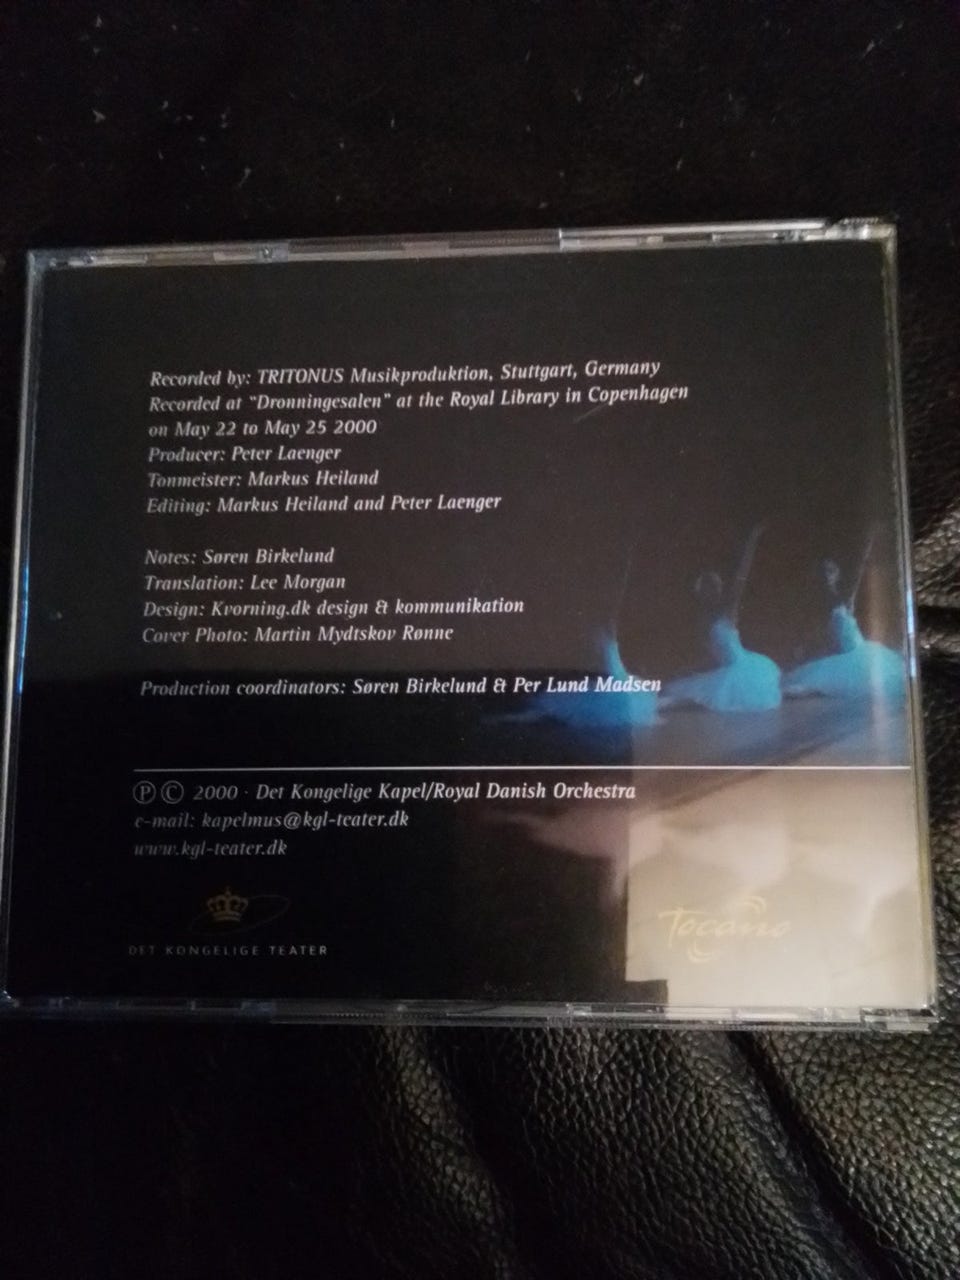 Recorded by: TRITONUS Musikproduktion, Stuttgart, Germany
Recorded at "Dronningesalen" at the Royal Library in Copenhagen
on May 22 to May 25 2000
Producer: Peter Laenger
Tonmeister: Markus Heiland
Editing: Markus Heiland and Peter Laenger
Notes: Søren Birkelund
Translation: Lee Morgan
Design: Kvorning.dk design & kommunikation
Cover Photo: Martin Mydtskov Rønne
Production coordinators: Søren Birkelund & Per Lund Madsen
Ⓟ © 2000 · Det Kongelige Kapel/Royal Danish Orchestra
e-mail: kapelmus@kgl-teater.dk
www.kgl-teater.dk
DET KONGELIGE TEATER
Tocano